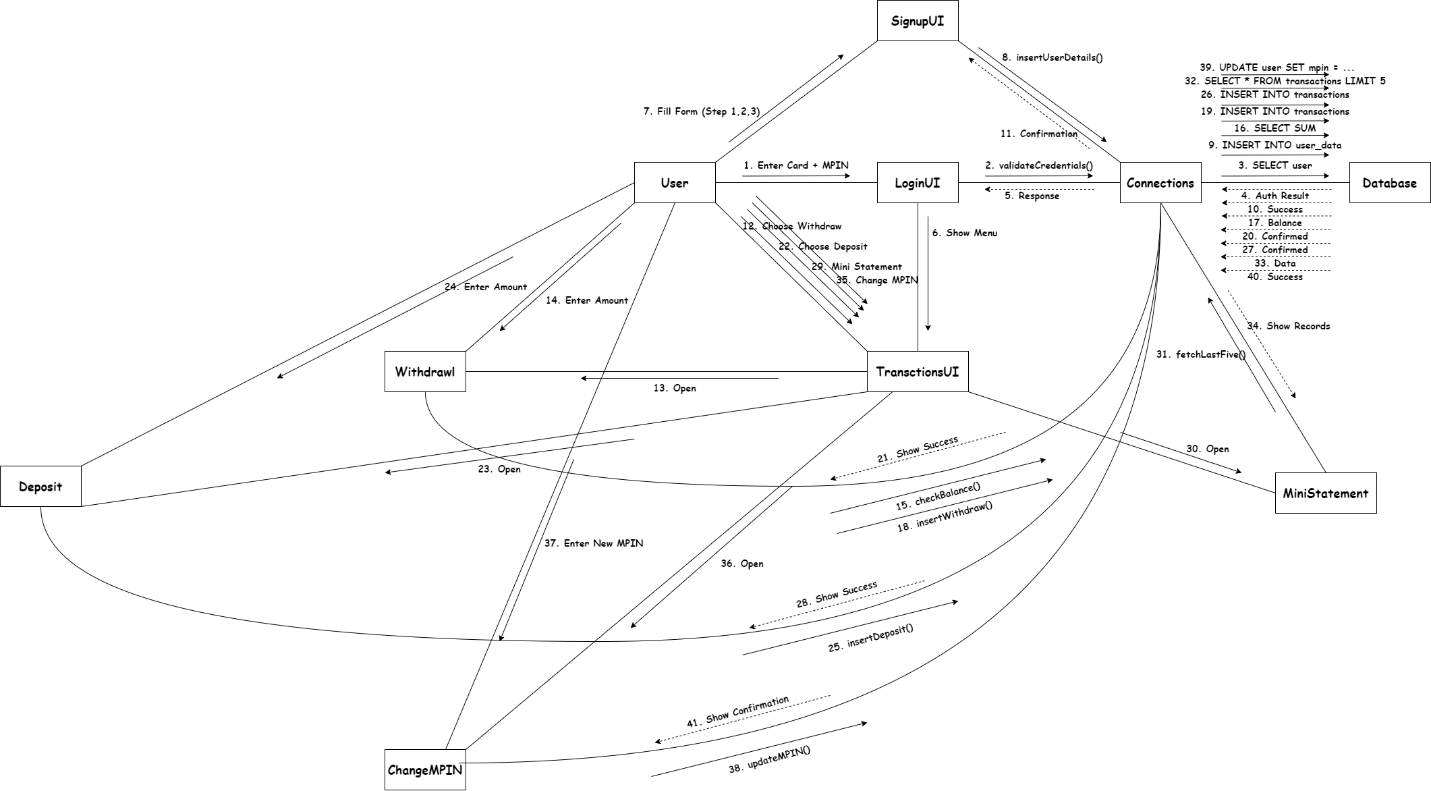 SignupUI
8. insertUserDetails()
39. UPDATE user SET mpin = ...
32. SELECT * FROM transactions LIMIT 5
26. INSERT INTO transactions
7. Fill Form (Step 1,2,3)
19. INSERT INTO transactions
16. SELECT SUM
11. Confirmation
9. INSERT INTO user_data
1. Enter Card + MPIN
2. validateCredentials()
3. SELECT user
User
LoginUI
Connections
Database
5. Response
4. Auth Result
10. Success
17. Balance
12. Choose Withdraw
6. Show Menu
20. Confirmed
22. Choose Deposit
27. Confirmed
29. Mini Statement
33. Data
35. Change MPIN
40. Success
24. Enter Amount
14. Enter Amount
34. Show Records
31. fetchLastFive()
Withdrawl
TransctionsUI
13. Open
21. Show Success
30. Open
23. Open
Deposit
MiniStatement
15. checkBalance()
18. insertWithdraw()
37. Enter New MPIN
36. Open
28. Show Success
25. insertDeposit()
41. Show Confirmation
38. updateMPIN()
ChangeMPIN